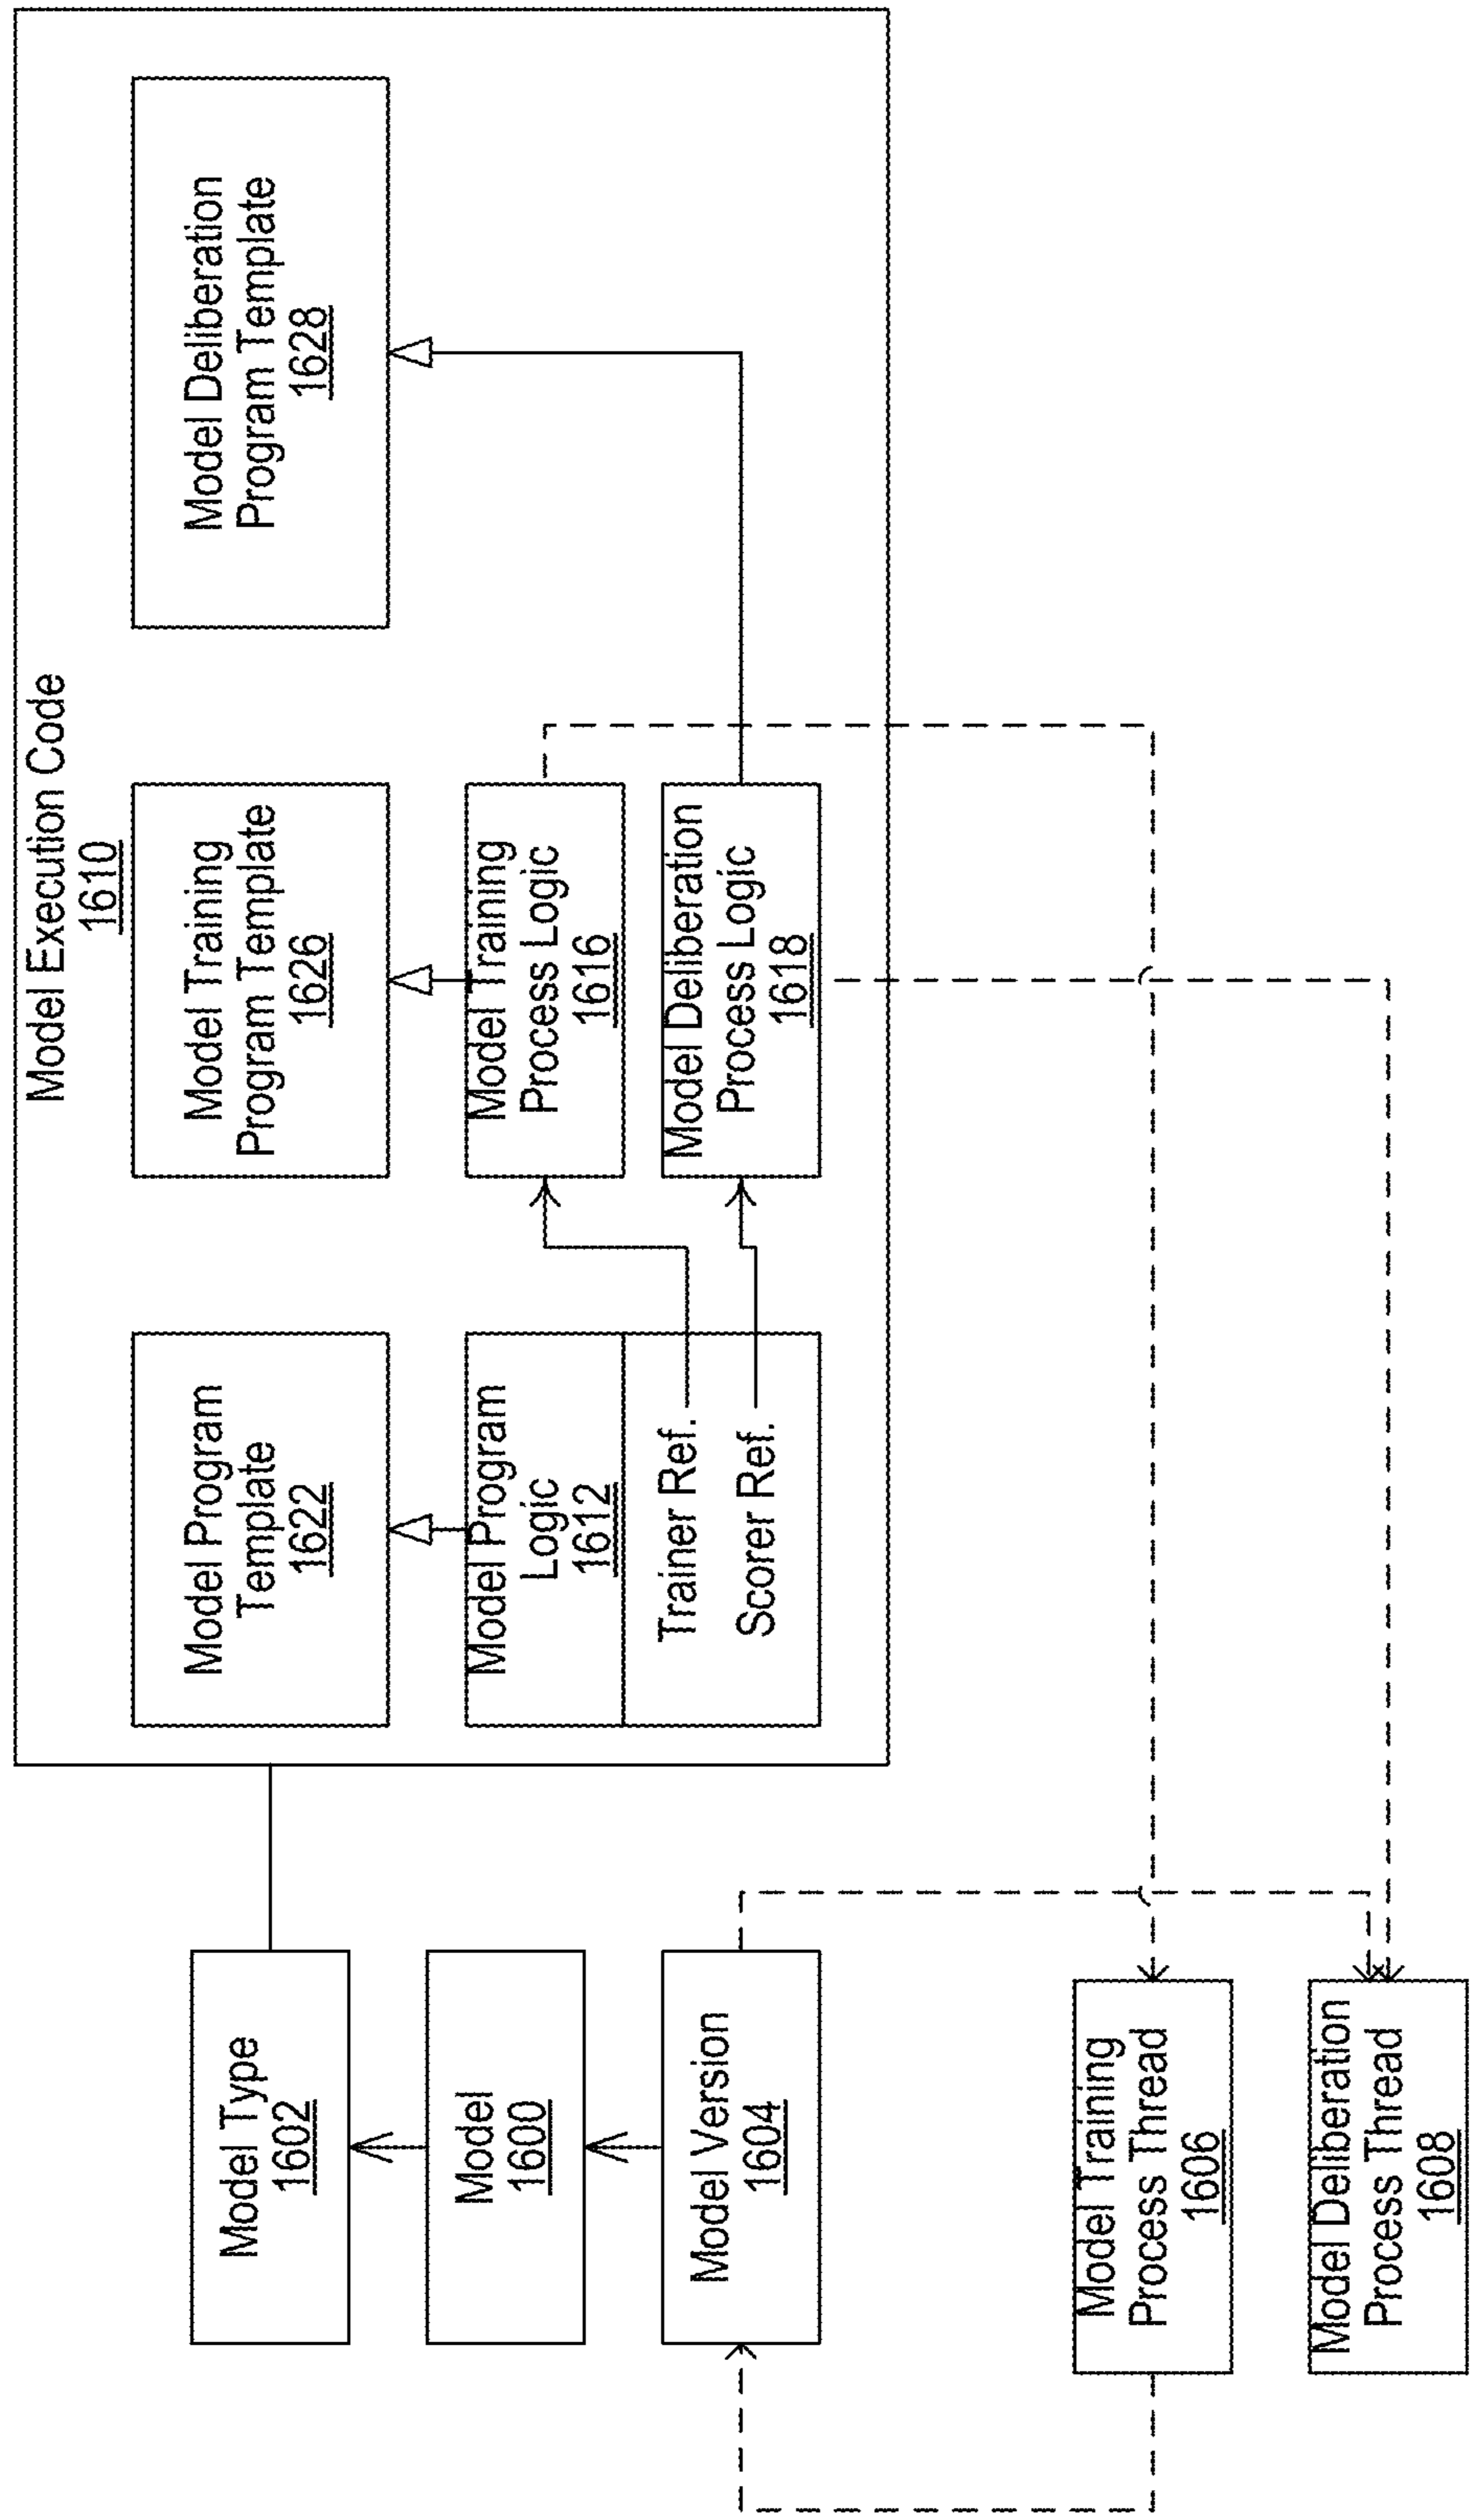 Model Execution Code
1610
Model Type
1602
Model
1600
Model Version
1604
Model Program
Template
1622
Model Program
Logic
1612
Trainer Ref.
Scorer Ref.
Model Training
Program Template
1626
Model Training
Process Logic
1616
Model Deliberation
Process Logic
1618
Model Deliberation
Program Template
1628
Model Training
Process Thread
1606
Model Deliberation
Process Thread
1608